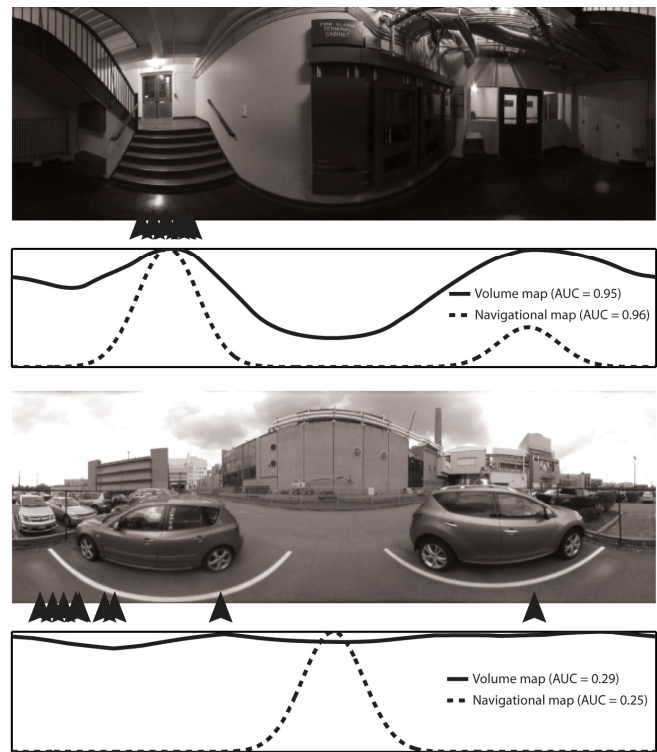 FIRE ALARM
TERMINAL
CABINET
Volume map (AUC = 0.95)
Navigational map (AUC = 0.96)
Volume map (AUC = 0.29)
Navigational map (AUC = 0.25)